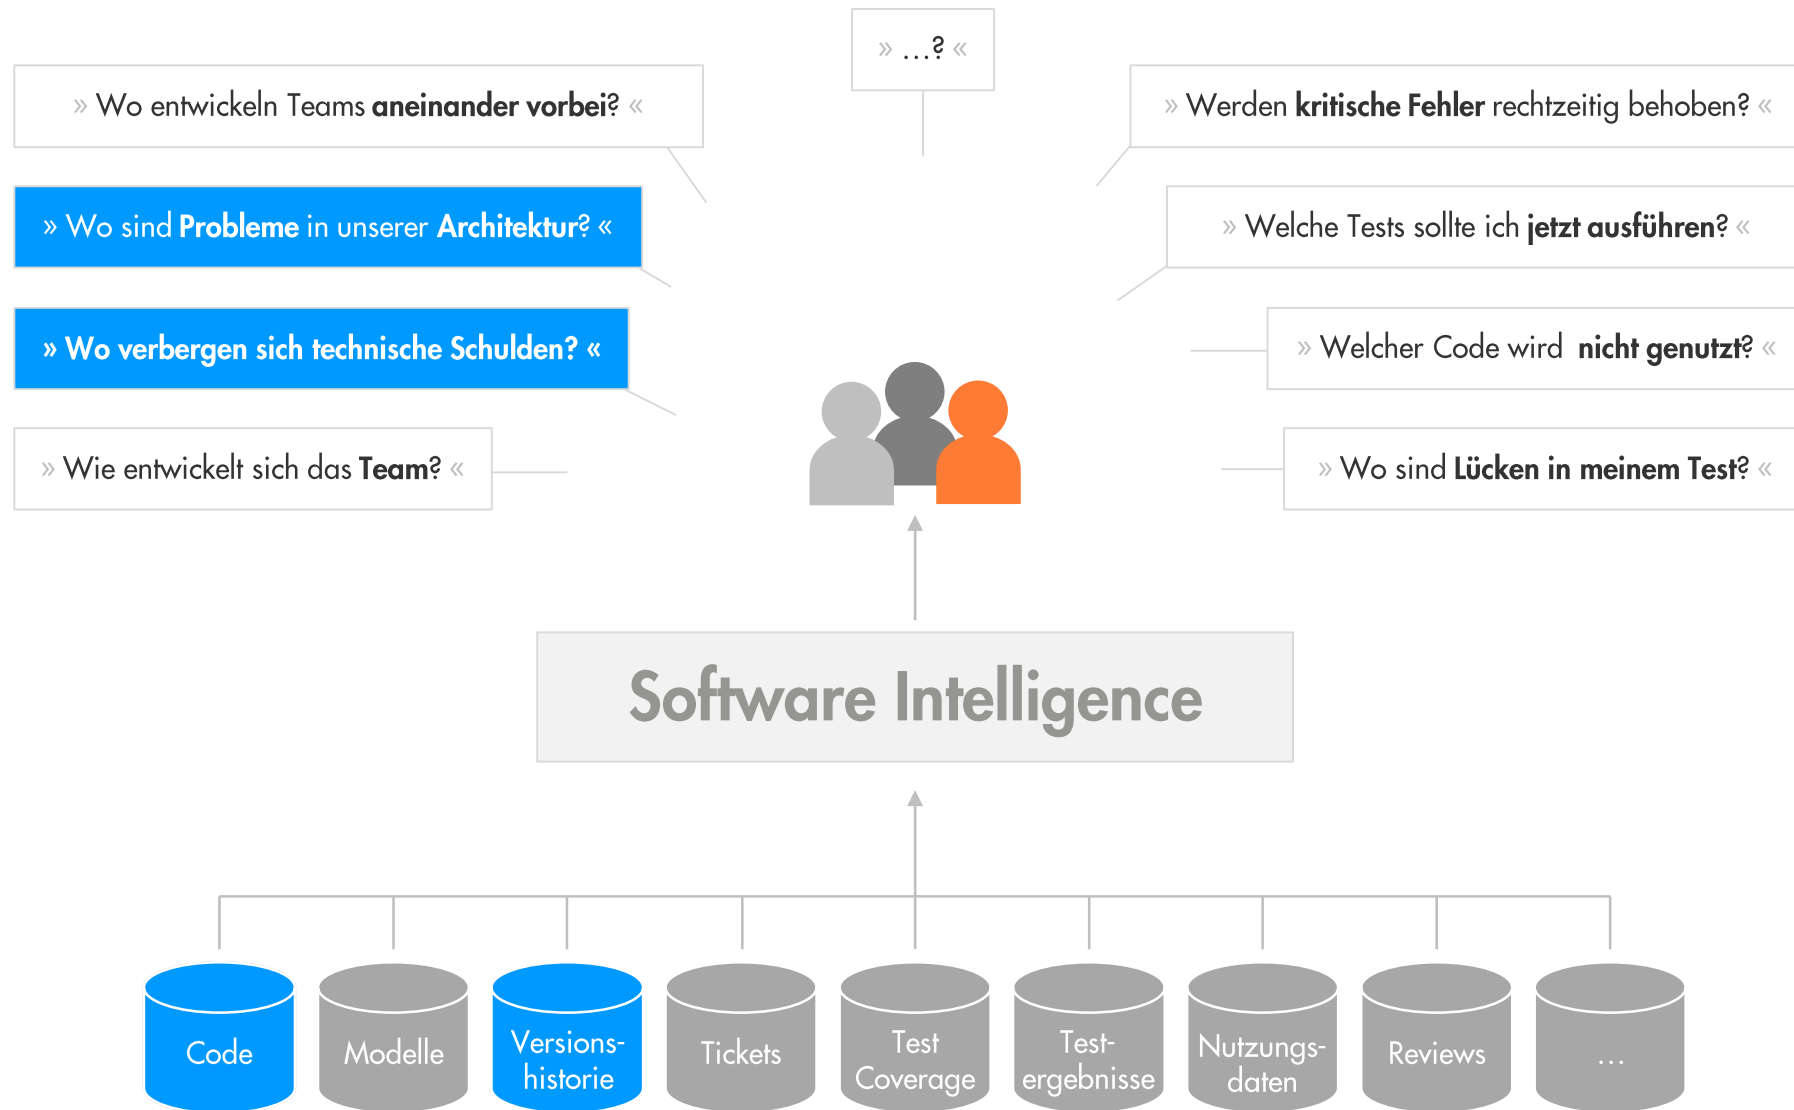 » ...? «
» Wo entwickeln Teams aneinander vorbei? «
» Werden kritische Fehler rechtzeitig behoben? «
» Wo sind Probleme in unserer Architektur? «
» Welche Tests sollte ich jetzt ausführen? «
» Wo verbergen sich technische Schulden? «
» Welcher Code wird nicht genutzt? «
» Wie entwickelt sich das Team? «
» Wo sind Lücken in meinem Test? «
Software Intelligence
Code
Modelle
Versions-
historie
Tickets
Test
Coverage
Test-
ergebnisse
Nutzungs-
daten
Reviews
...